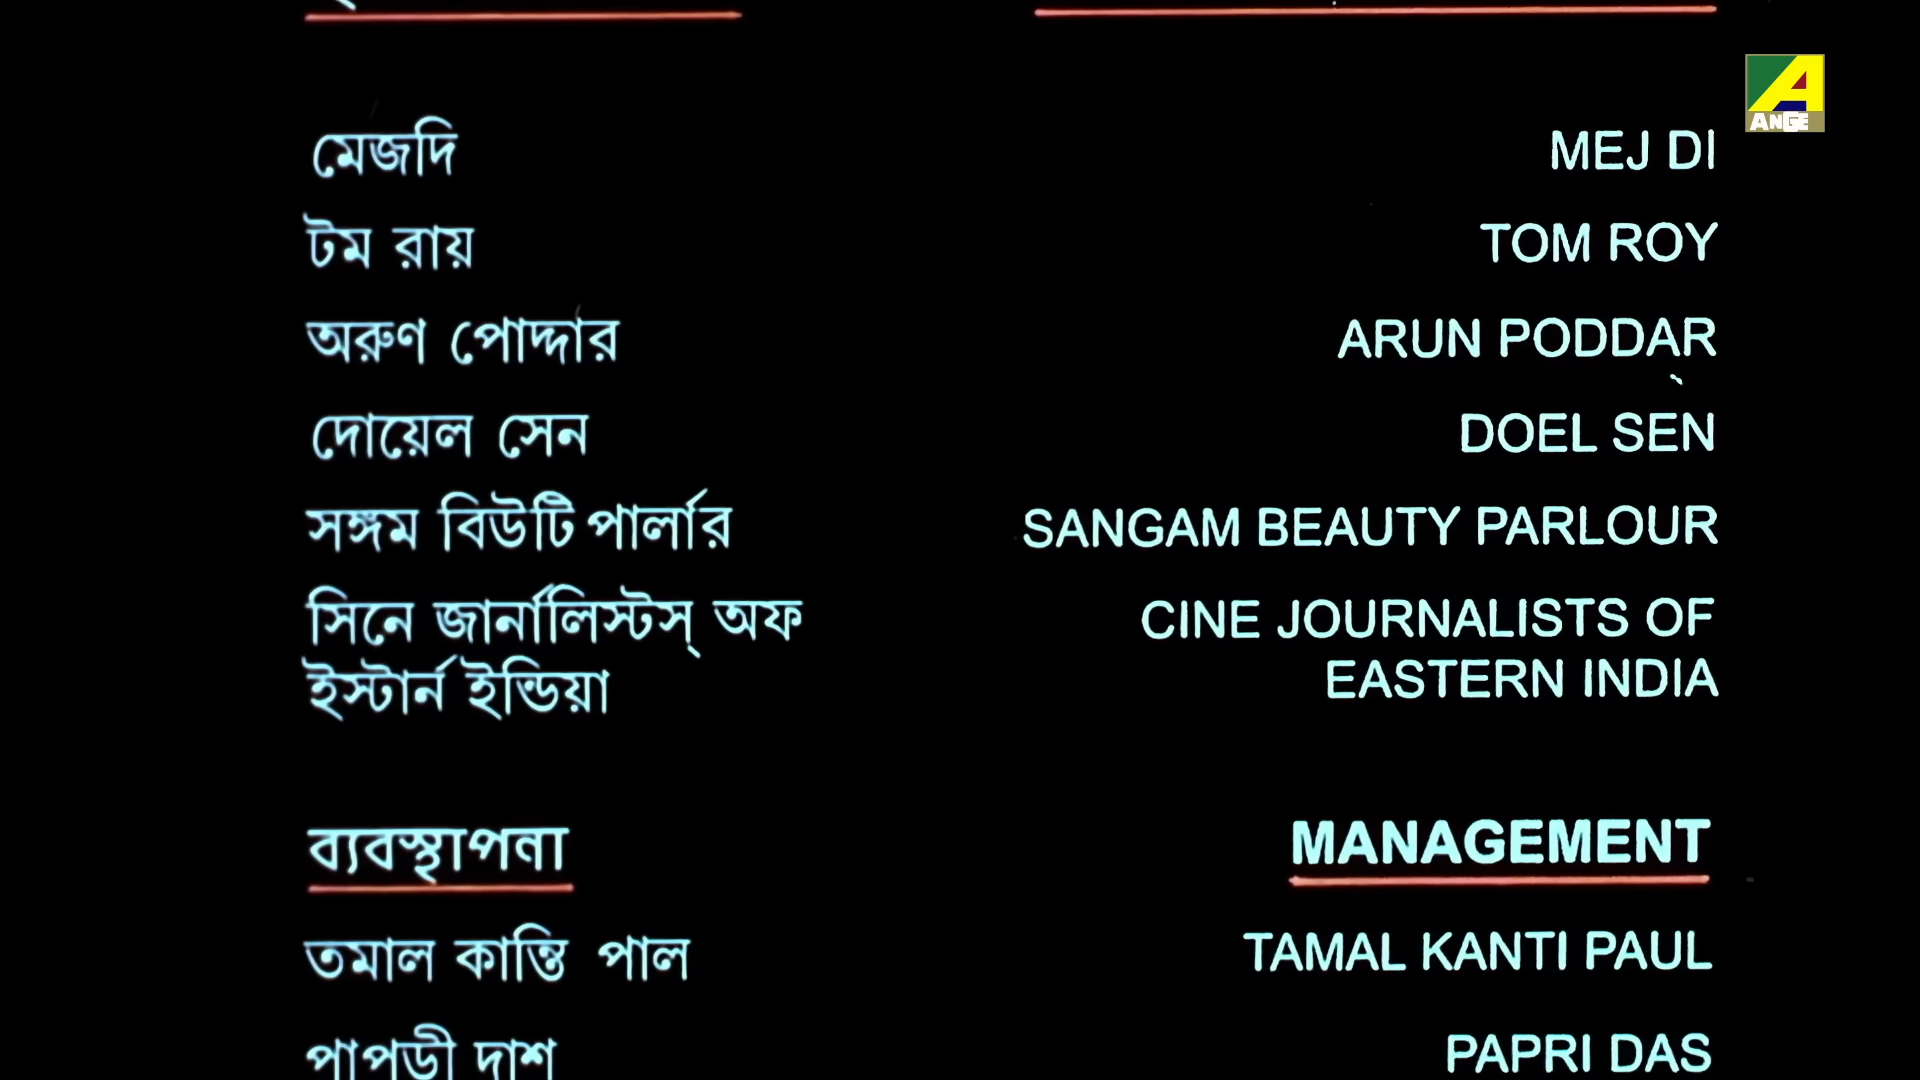 মেজদি MEJ DI
টম রায় TOM ROY
অরুণ পোদ্দার ARUN PODDAR
দোয়েল সেন DOEL SEN
সঙ্গম বিউটি পার্লার SANGAM BEAUTY PARLOUR
সিনে জার্নালিস্টস্ অফ CINE JOURNALISTS OF
ইস্টার্ন ইন্ডিয়া EASTERN INDIA
ব্যবস্থাপনা MANAGEMENT
তমাল কান্তি পাল TAMAL KANTI PAUL
পাপড়ী দাশ PAPRI DAS
ANGE